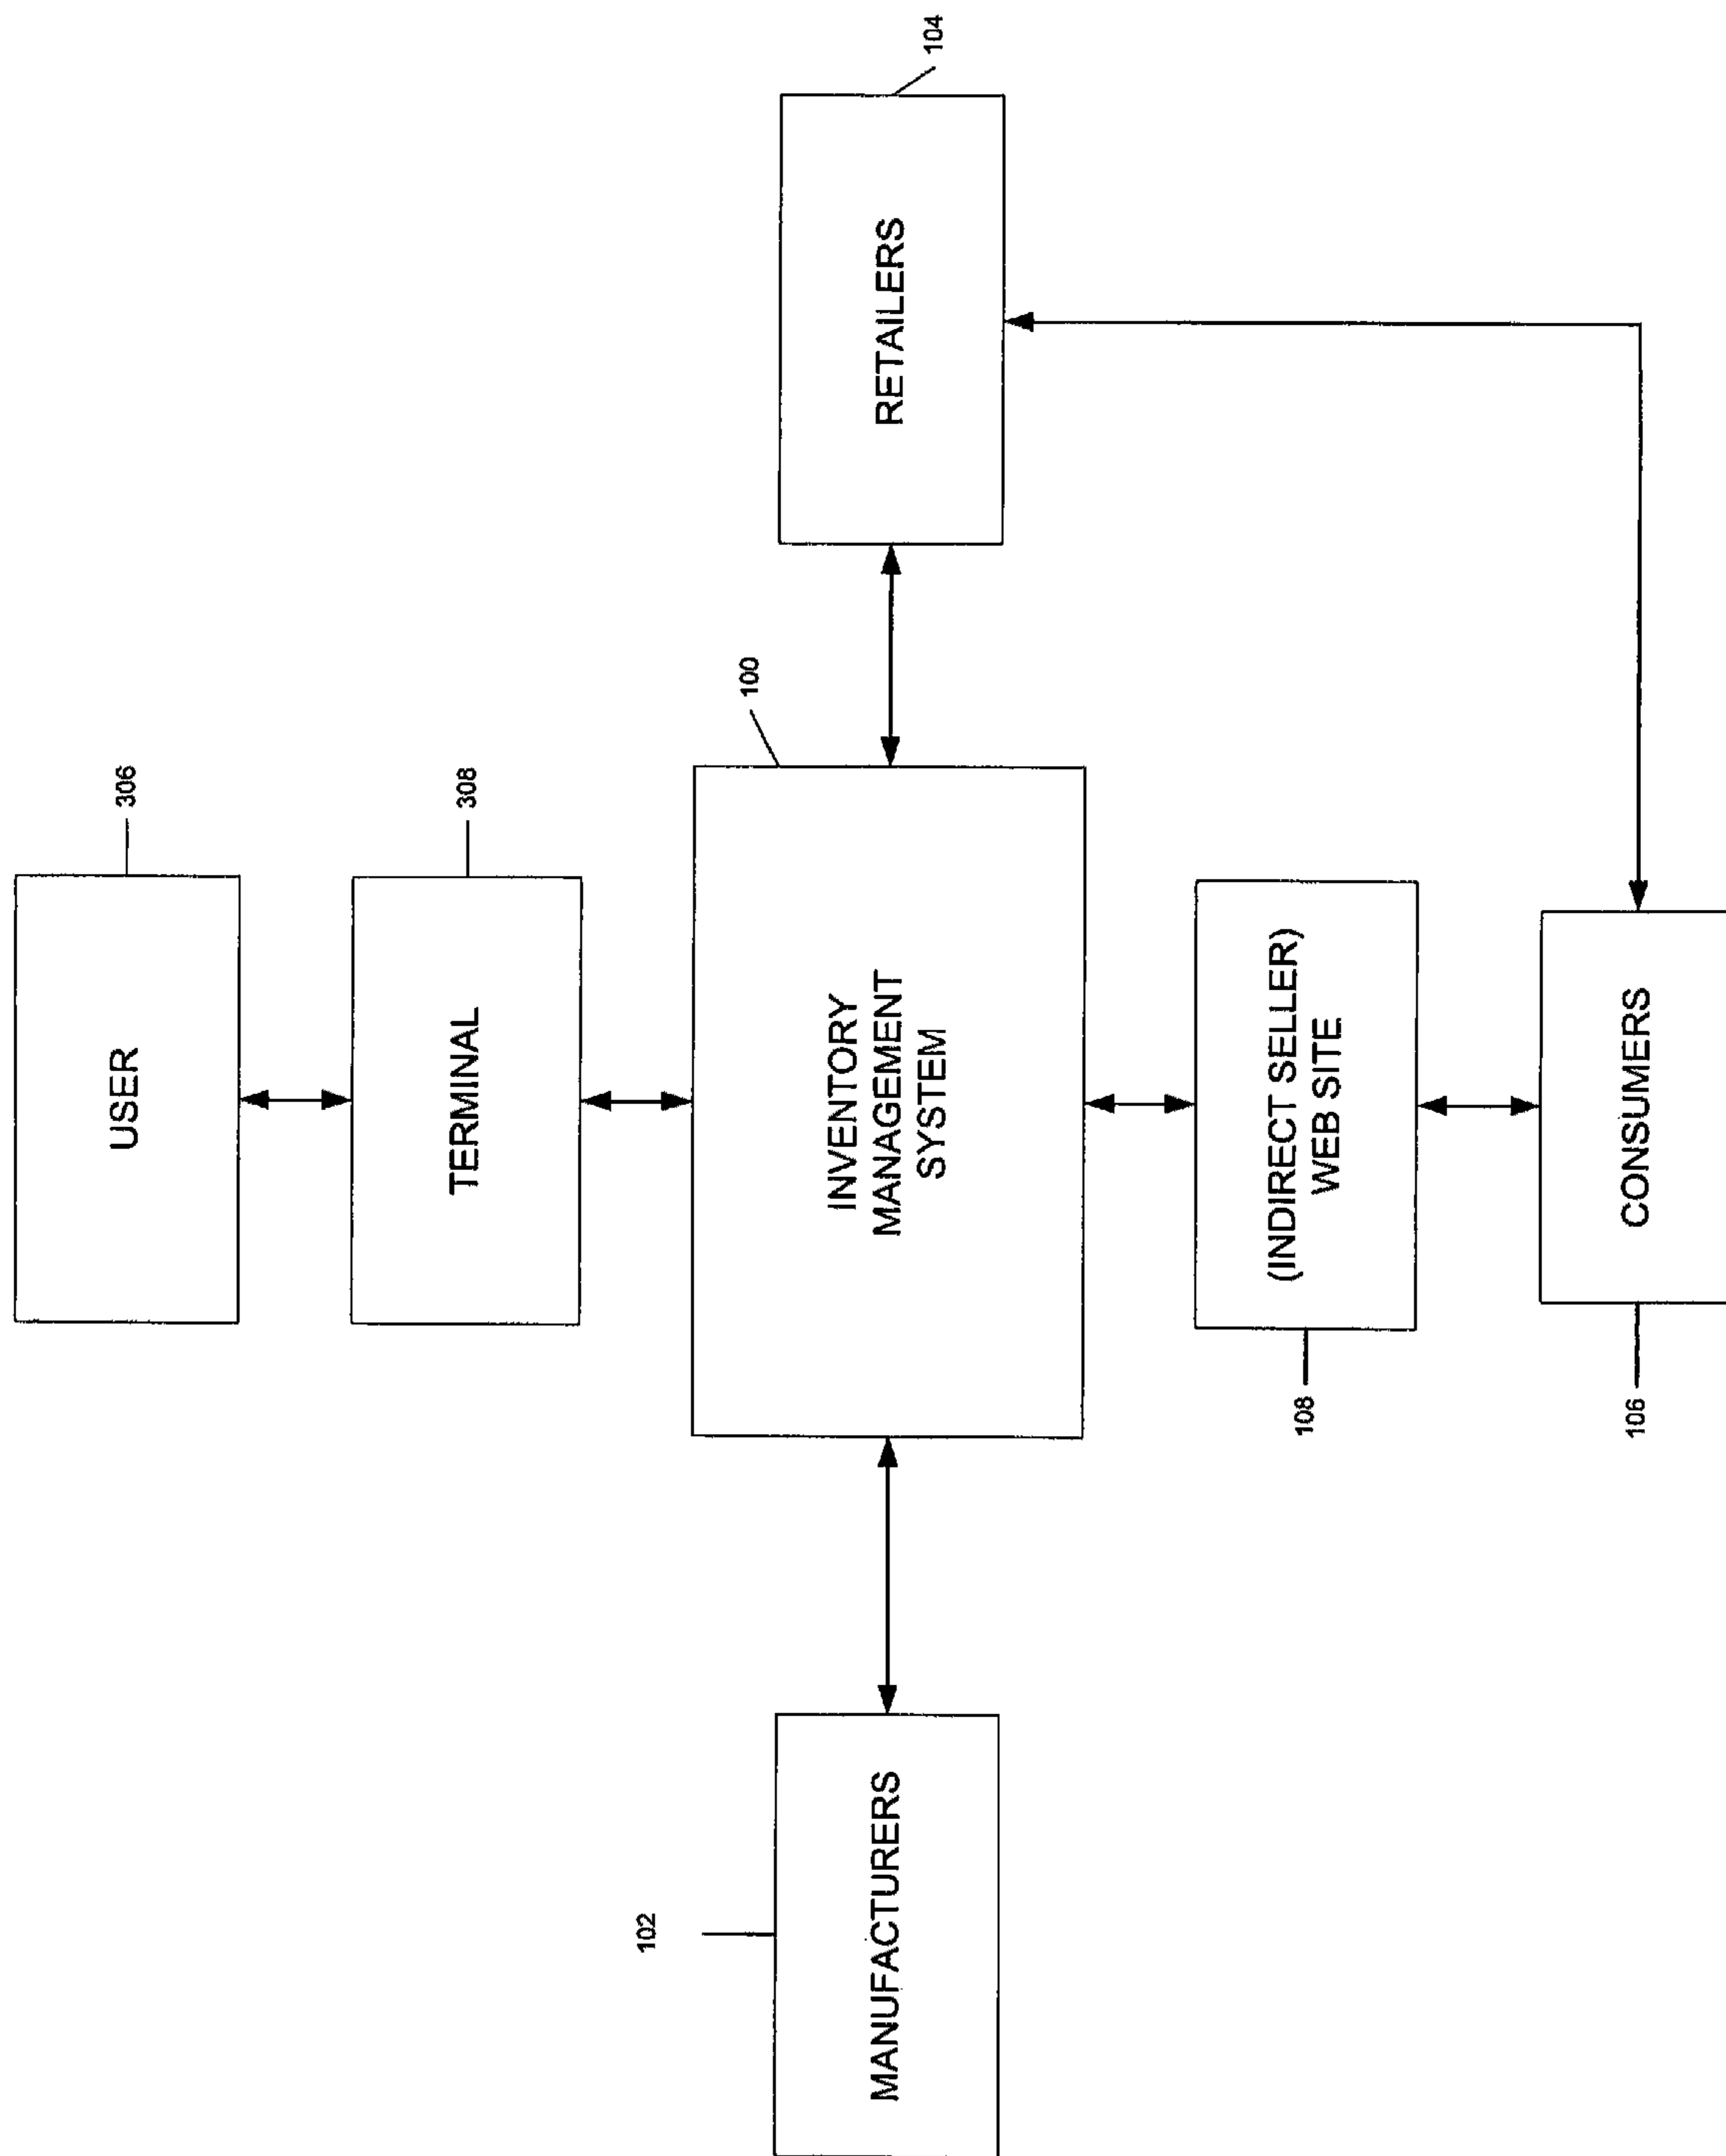 USER
306
TERMINAL
308
102
MANUFACTURERS
100
INVENTORY
MANAGEMENT
SYSTEM
RETAILERS
104
108
(INDIRECT SELLER)
WEB SITE
106
CONSUMERS